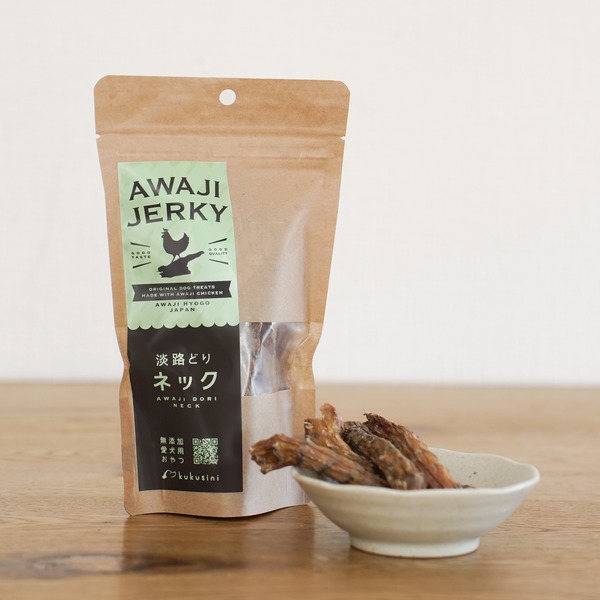 AWAJI
JERKY
GOOD TASTE
GOOD QUALITY
ORIGINAL DOG TREATS
MADE WITH AWAJI CHICKEN
AWAJI HYOGO
JAPAN
淡路どり
ネック
AWAJI DORI
NECK
無添加
愛犬用
おやつ
kukusini